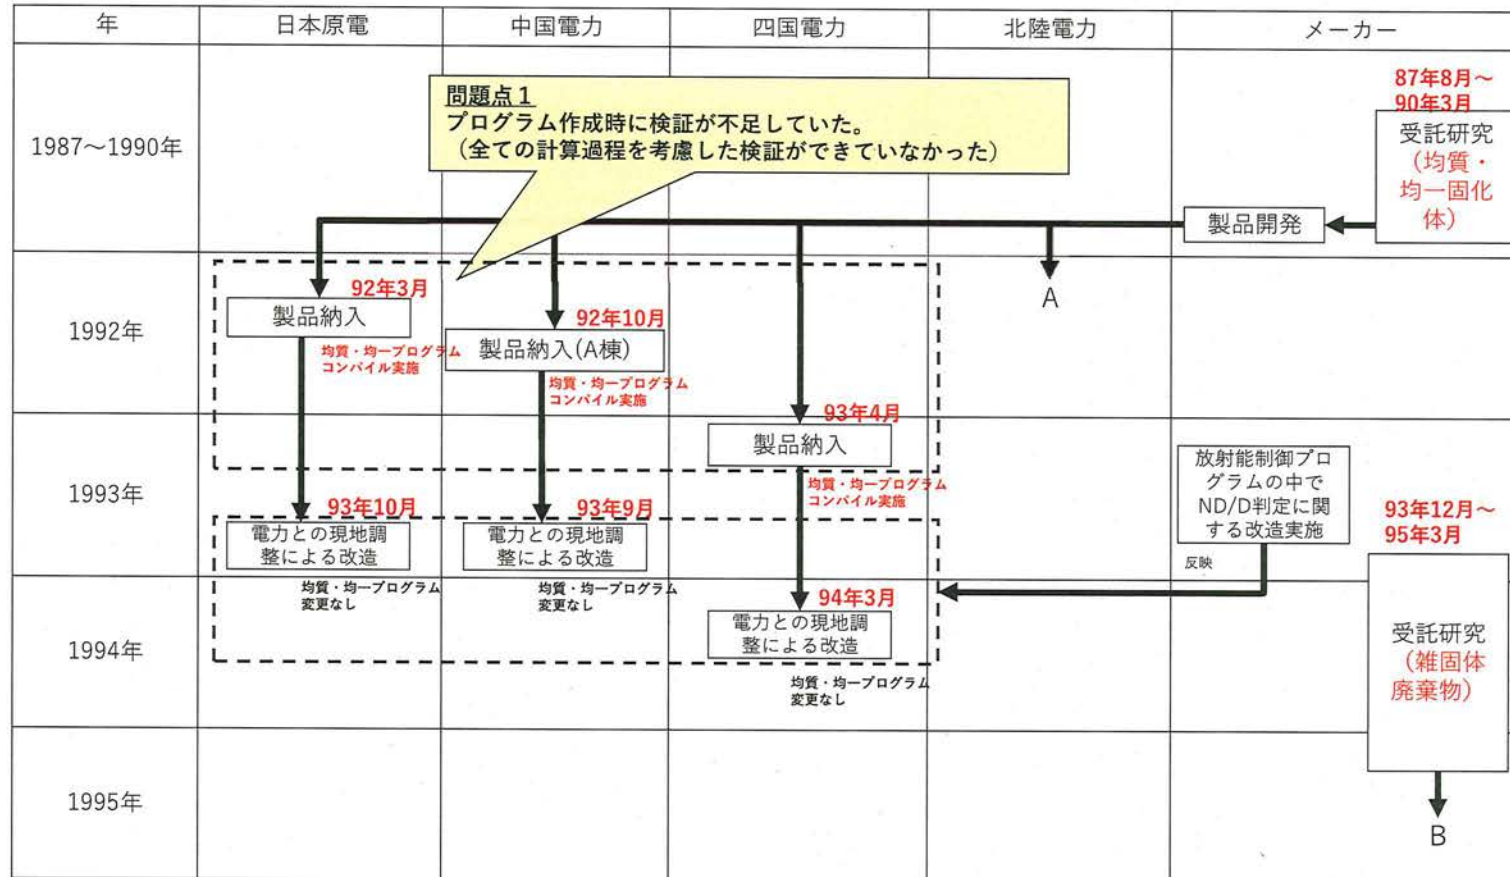 年
日本原電
中国電力
四国電力
北陸電力
メーカー
1987～1990年
問題点１
プログラム作成時に検証が不足していた。
（全ての計算過程を考慮した検証ができていなかった）
87年8月～
90年3月
受託研究
（均質・
均一固化
体）
製品開発
A
1992年
92年3月
製品納入
均質・均一プログラム
コンパイル実施
92年10月
製品納入(A棟)
均質・均一プログラム
コンパイル実施
93年4月
製品納入
均質・均一プログラム
コンパイル実施
1993年
93年10月
電力との現地調
整による改造
均質・均一プログラム
変更なし
93年9月
電力との現地調
整による改造
均質・均一プログラム
変更なし
放射能制御プロ
グラムの中で
ND/D判定に関
する改造実施
反映
93年12月～
95年3月
受託研究
（雑固体
廃棄物）
1994年
94年3月
電力との現地調
整による改造
均質・均一プログラム
変更なし
1995年
B